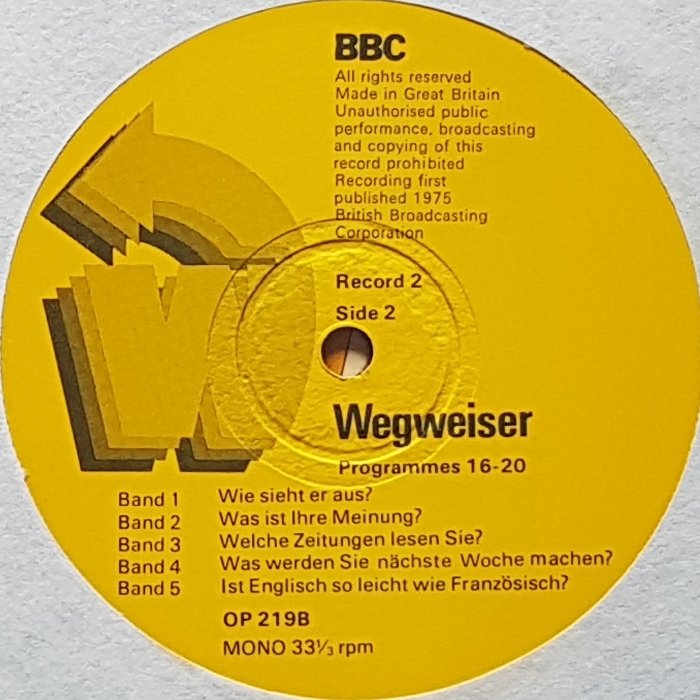 BBC
All rights reserved
Made in Great Britain
Unauthorised public
performance, broadcasting
and copying of this
record prohibited
Recording first
published 1975
British Broadcasting
Corporation
Record 2
Side 2
Wegweiser
Programmes 16-20
Band 1 Wie sieht er aus?
Band 2 Was ist Ihre Meinung?
Band 3 Welche Zeitungen lesen Sie?
Band 4 Was werden Sie nächste Woche machen?
Band 5 Ist Englisch so leicht wie Französisch?
OP 219B
MONO 33⅓ rpm
W